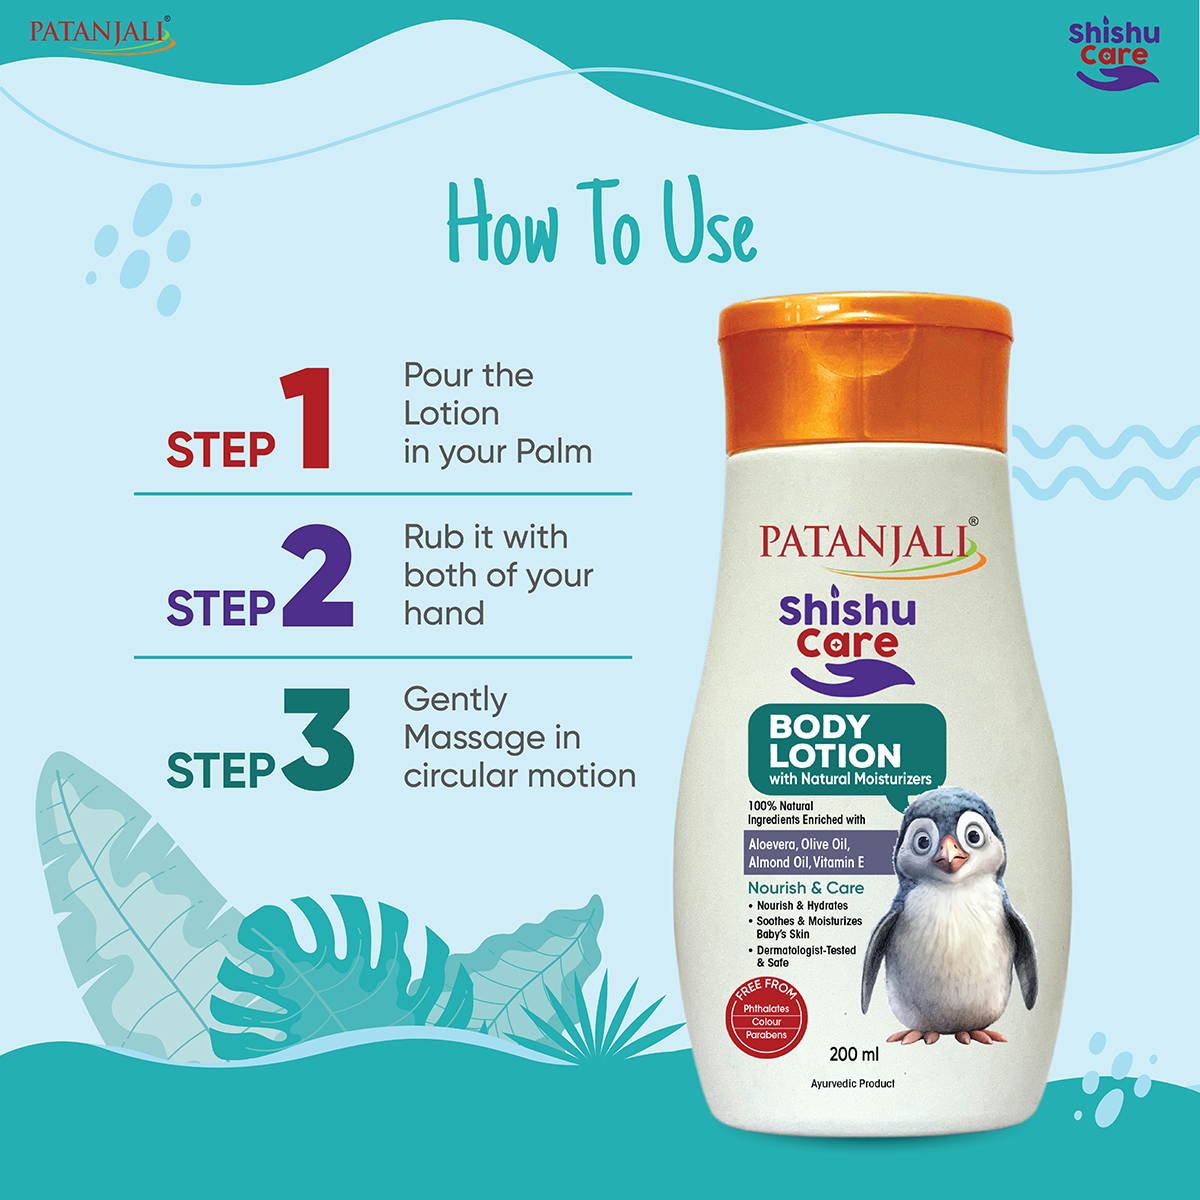 PATANJALI®
Shishu
Care
How To Use
STEP 1
Pour the
Lotion
in your Palm
STEP 2
Rub it with
both of your
hand
STEP 3
Gently
Massage in
circular motion
PATANJALI®
Shishu
Care
BODY
LOTION
with Natural Moisturizers
100% Natural
Ingredients Enriched with
Aloevera, Olive Oil,
Almond Oil, Vitamin E
Nourish & Care
• Nourish & Hydrates
• Soothes & Moisturizes
Baby's Skin
• Dermatologist-Tested
& Safe
FREE FROM
Phthalates
Colour
Parabens
200 ml
Ayurvedic Product